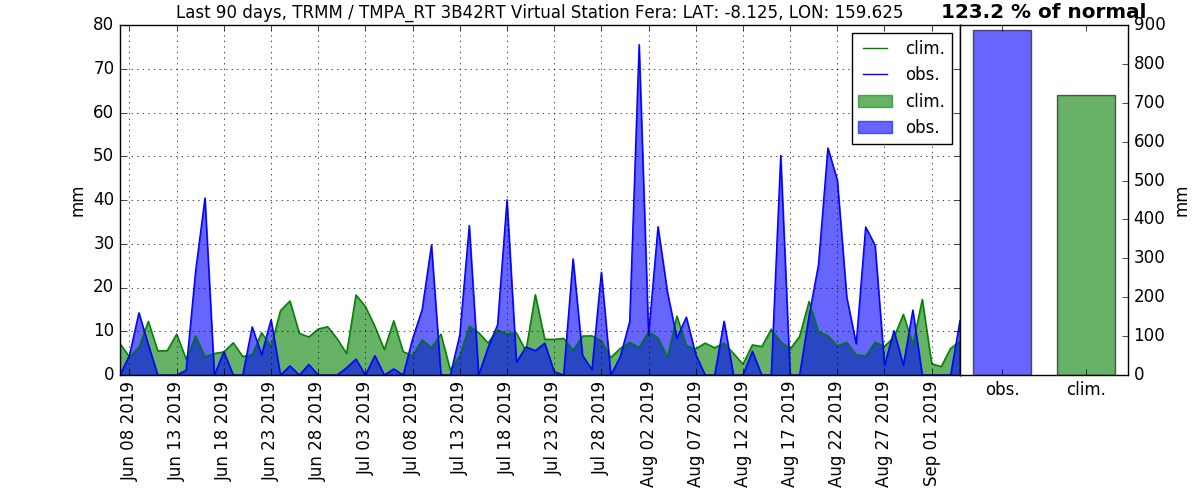 Last 90 days, TRMM / TMPA_RT 3B42RT Virtual Station Fera: LAT: -8.125, LON: 159.625
123.2 % of normal
80
70
60
50
40
30
20
10
0
mm
clim.
obs.
clim.
obs.
Jun 08 2019
Jun 13 2019
Jun 18 2019
Jun 23 2019
Jun 28 2019
Jul 03 2019
Jul 08 2019
Jul 13 2019
Jul 18 2019
Jul 23 2019
Jul 28 2019
Aug 02 2019
Aug 07 2019
Aug 12 2019
Aug 17 2019
Aug 22 2019
Aug 27 2019
Sep 01 2019
900
800
700
600
500
400
300
200
100
0
mm
obs.
clim.